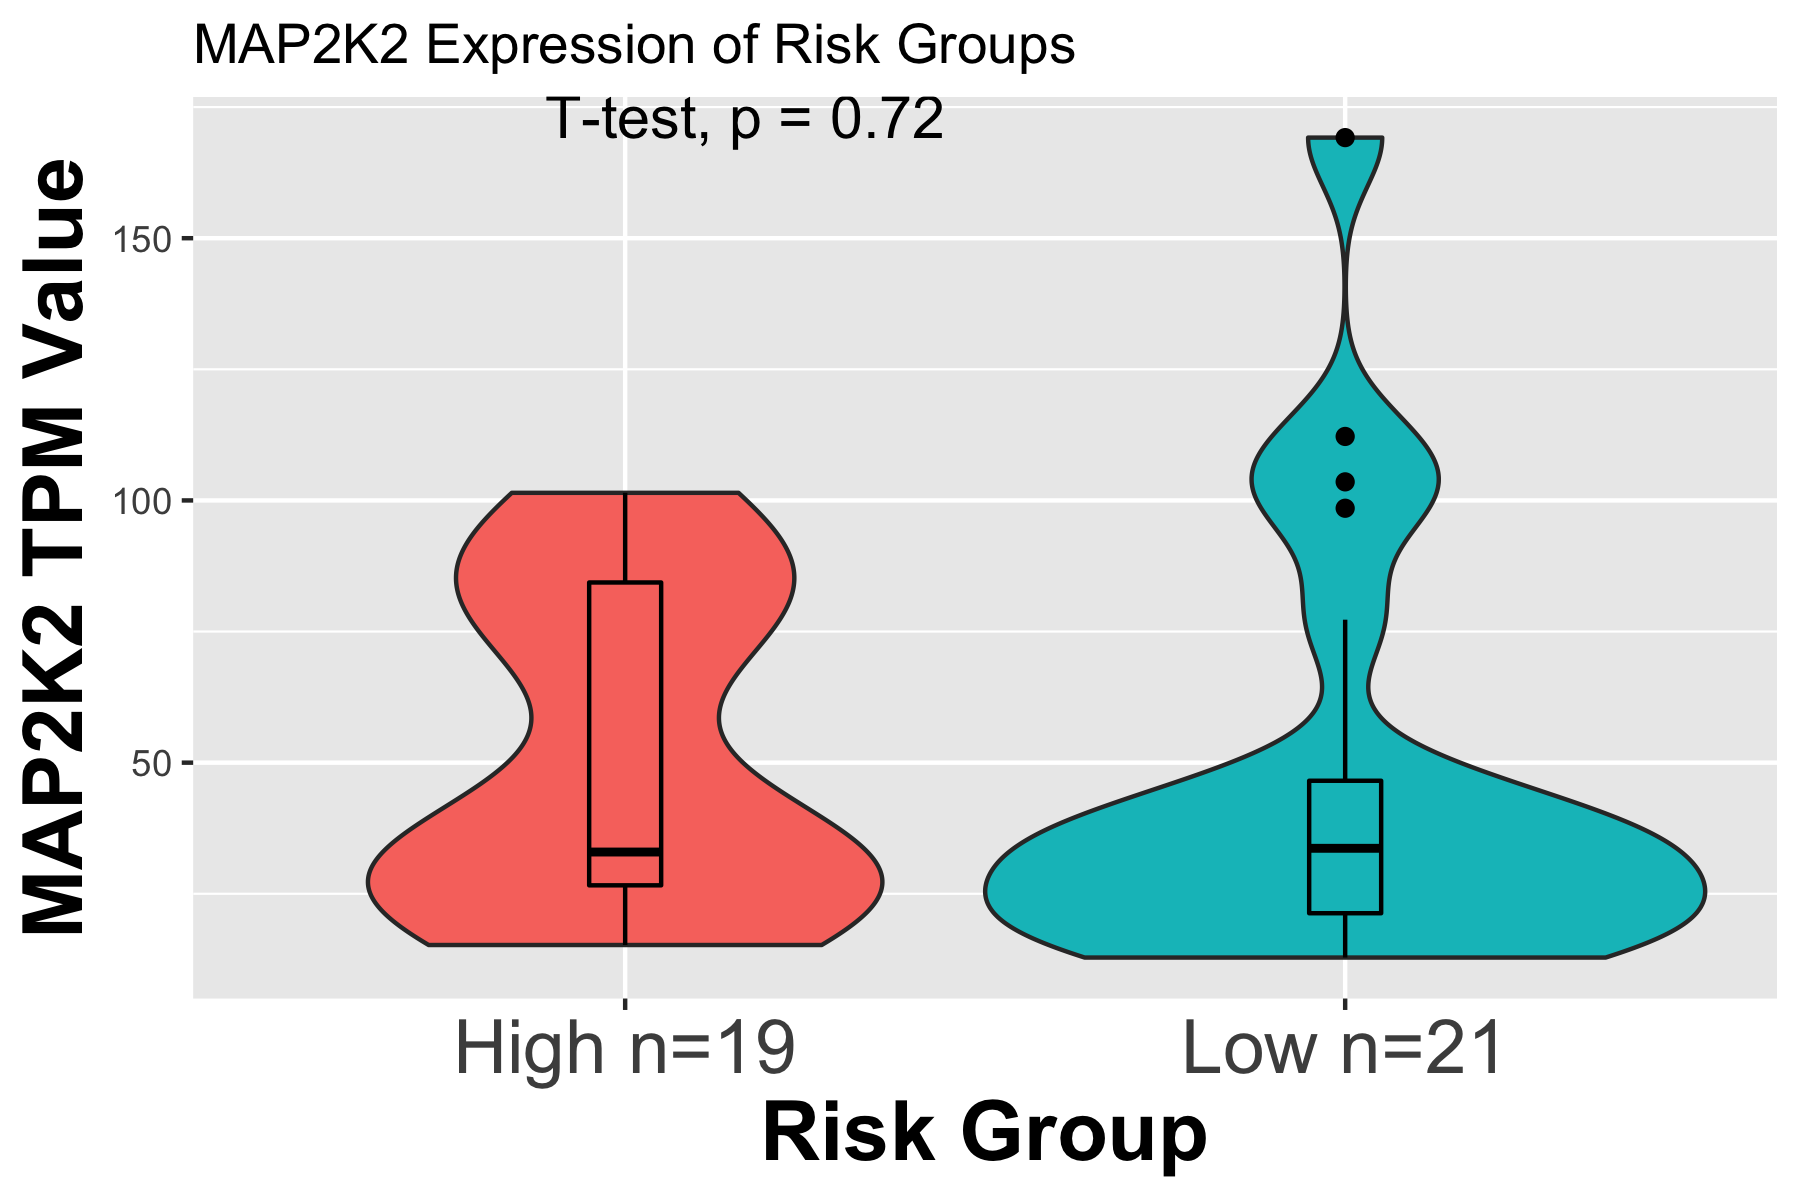 MAP2K2 Expression of Risk Groups
T-test, p = 0.72
MAP2K2 TPM Value
150
100
50
High n=19
Low n=21
Risk Group